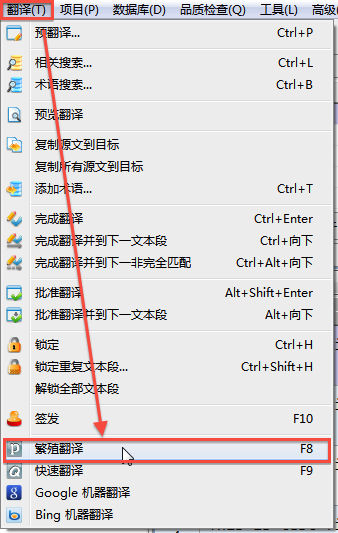 翻译(T) 项目(P) 数据库(D) 品质检查(Q) 工具(L) 高级(
预翻译... Ctrl+P
相关搜索... Ctrl+L
术语搜索... Ctrl+B
预览翻译
复制源文到目标
复制所有源文到目标
添加术语... Ctrl+T
完成翻译 Ctrl+Enter
完成翻译并到下一文本段 Ctrl+向下
完成翻译并到下一非完全匹配 Ctrl+Alt+向下
批准翻译 Alt+Shift+Enter
批准翻译并到下一文本段 Alt+向下
锁定 Ctrl+H
锁定重复文本段... Ctrl+Shift+H
解锁全部文本段
签发 F10
繁殖翻译 F8
快速翻译 F9
Google 机器翻译
Bing 机器翻译